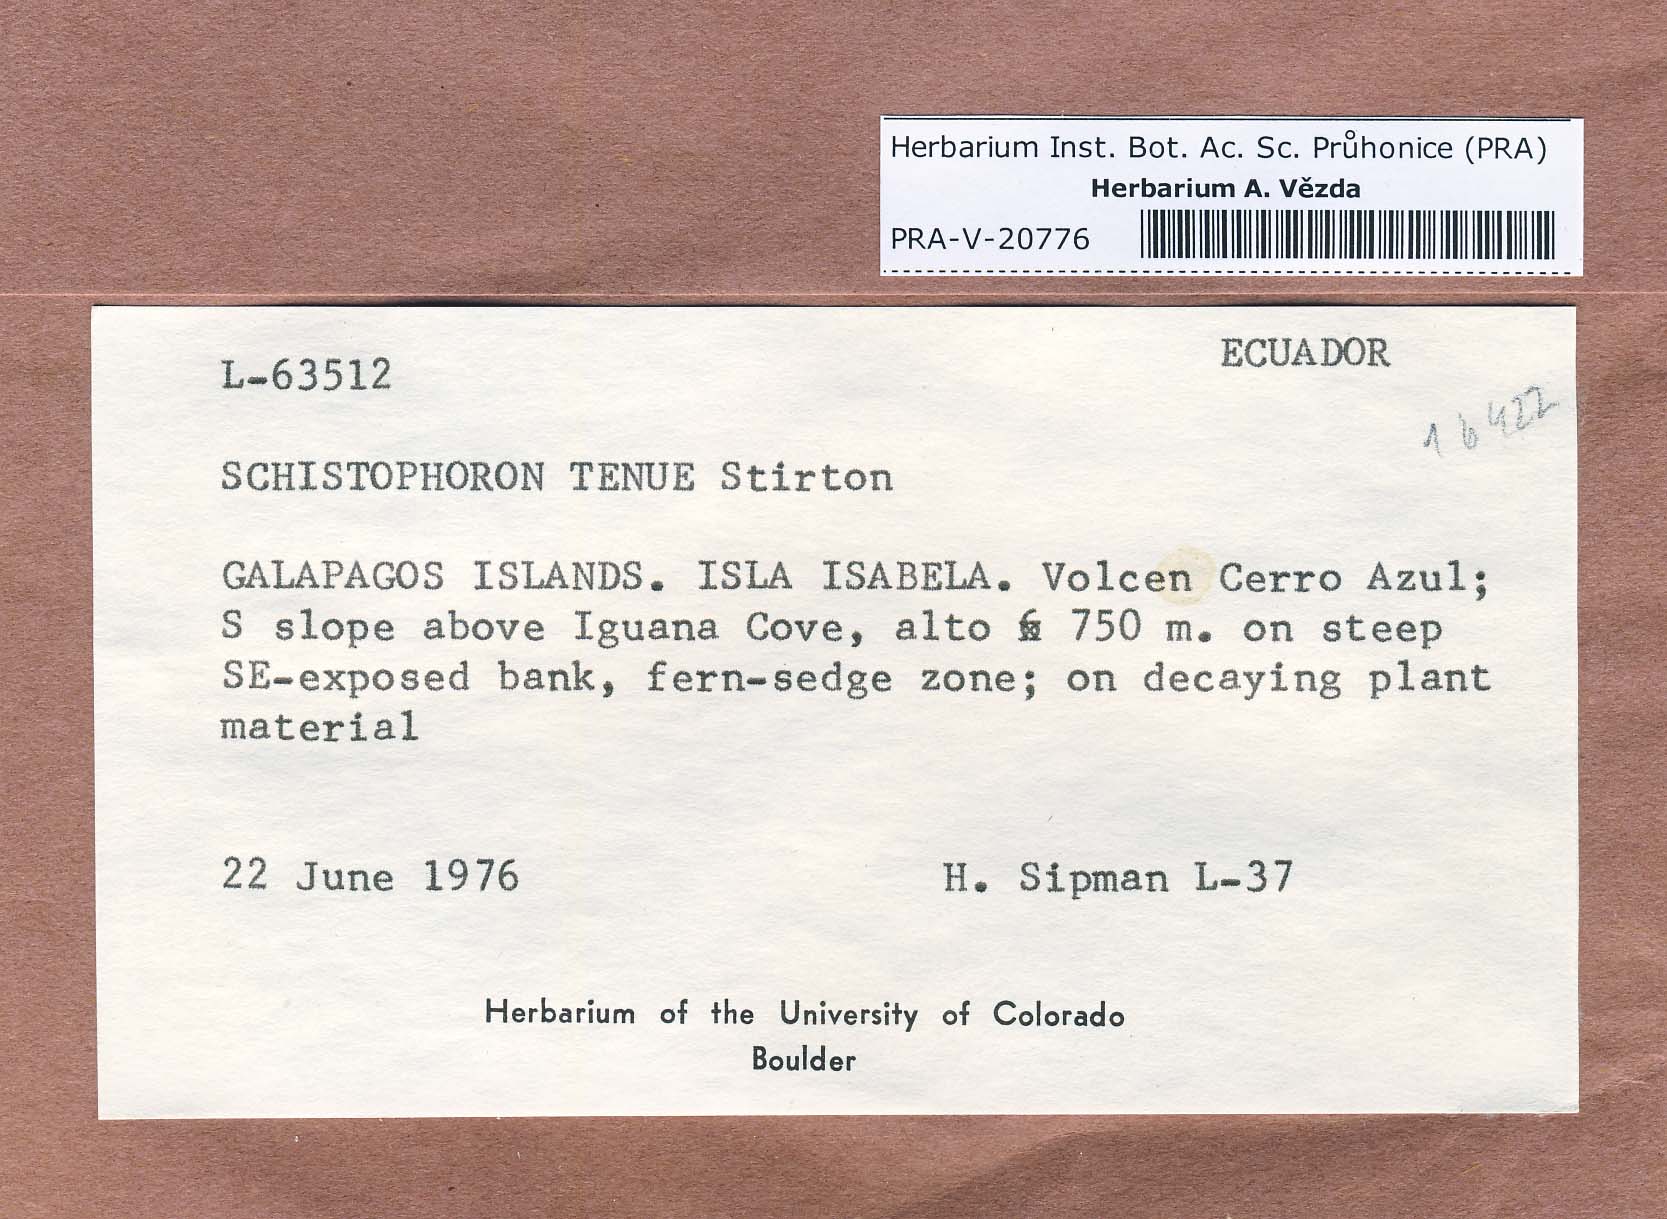 Herbarium Inst. Bot. Ac. Sc. Průhonice (PRA)
Herbarium A. Vězda
PRA-V-20776
L-63512
ECUADOR
16422
SCHISTOPHORON TENUE Stirton
GALAPAGOS ISLANDS. ISLA ISABELA. Volcen Cerro Azul;
S slope above Iguana Cove, alto 750 m. on steep
SE-exposed bank, fern-sedge zone; on decaying plant
material
22 June 1976
H. Sipman L-37
Herbarium of the University of Colorado
Boulder